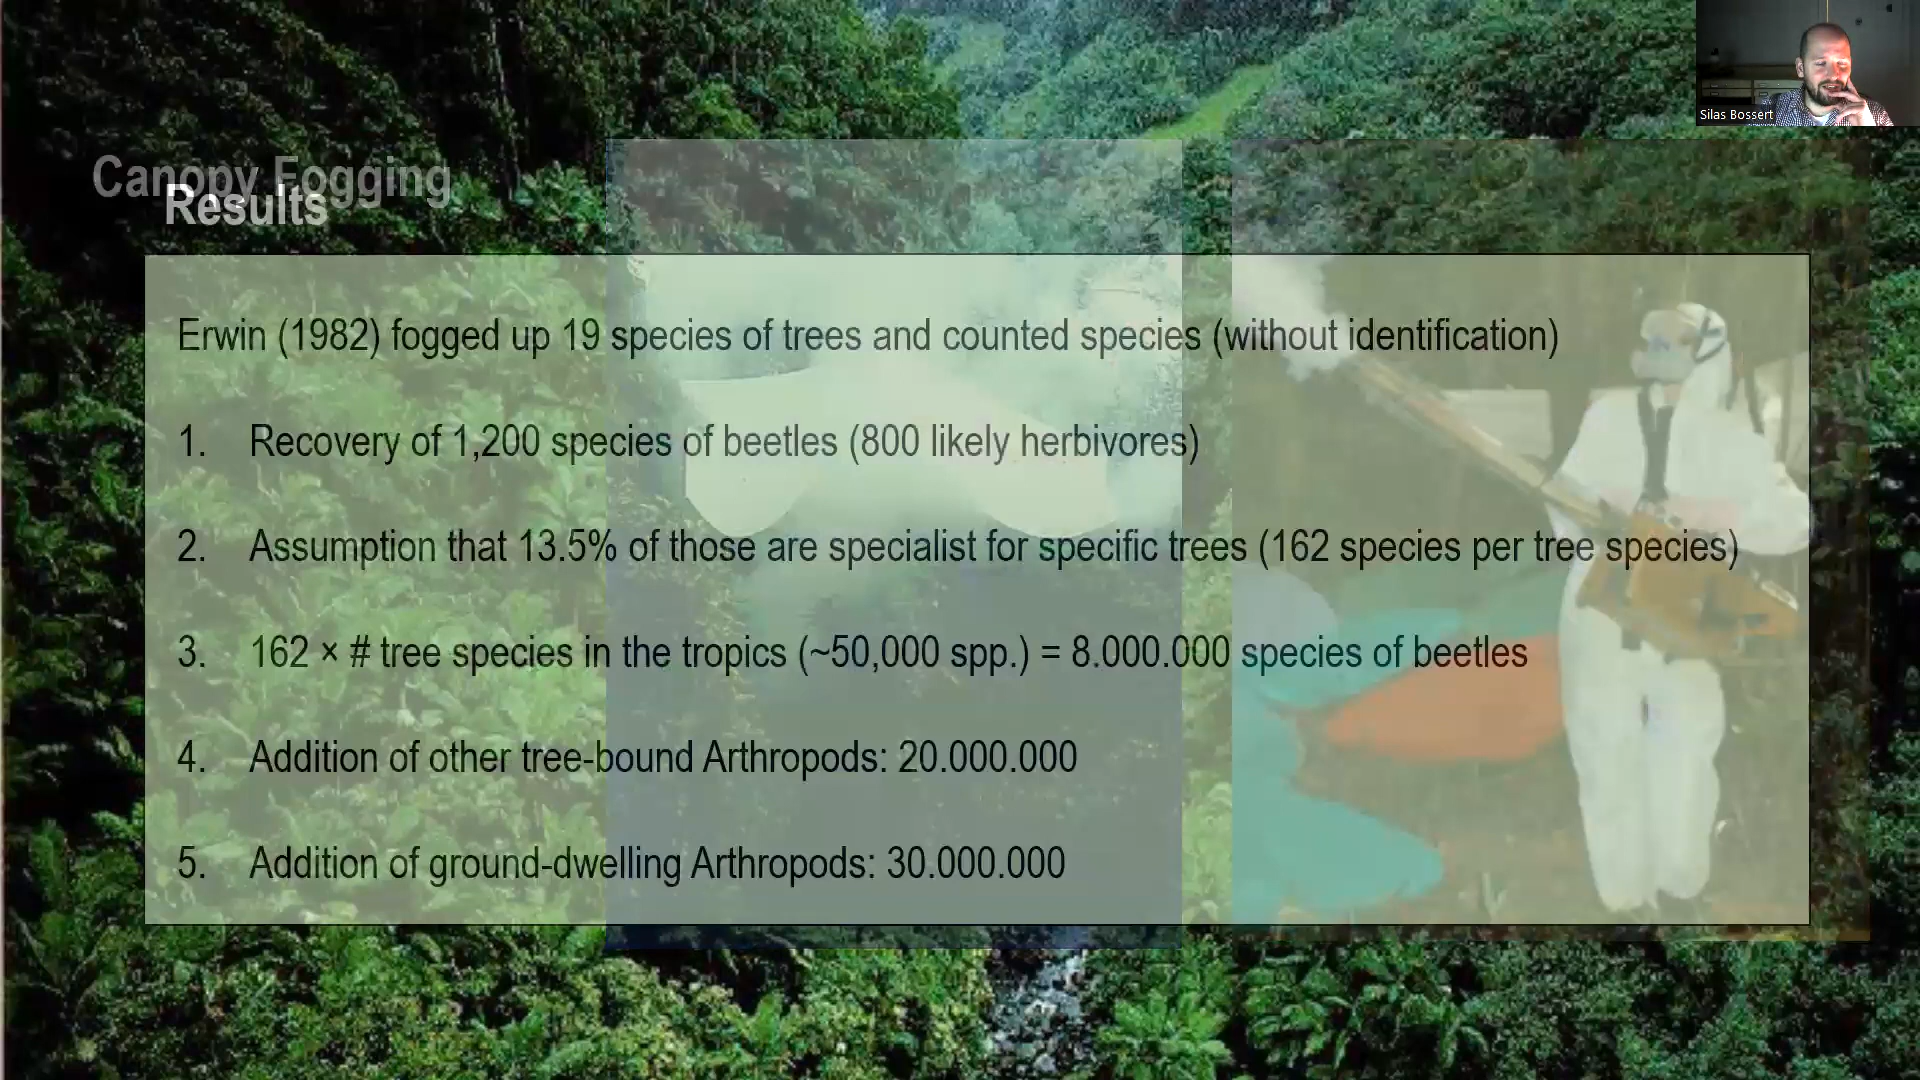 Silas Bossert
Canopy Fogging
Results
Erwin (1982) fogged up 19 species of trees and counted species (without identification)
1. Recovery of 1,200 species of beetles (800 likely herbivores)
2. Assumption that 13.5% of those are specialist for specific trees (162 species per tree species)
3. 162 × # tree species in the tropics (~50,000 spp.) = 8.000.000 species of beetles
4. Addition of other tree-bound Arthropods: 20.000.000
5. Addition of ground-dwelling Arthropods: 30.000.000